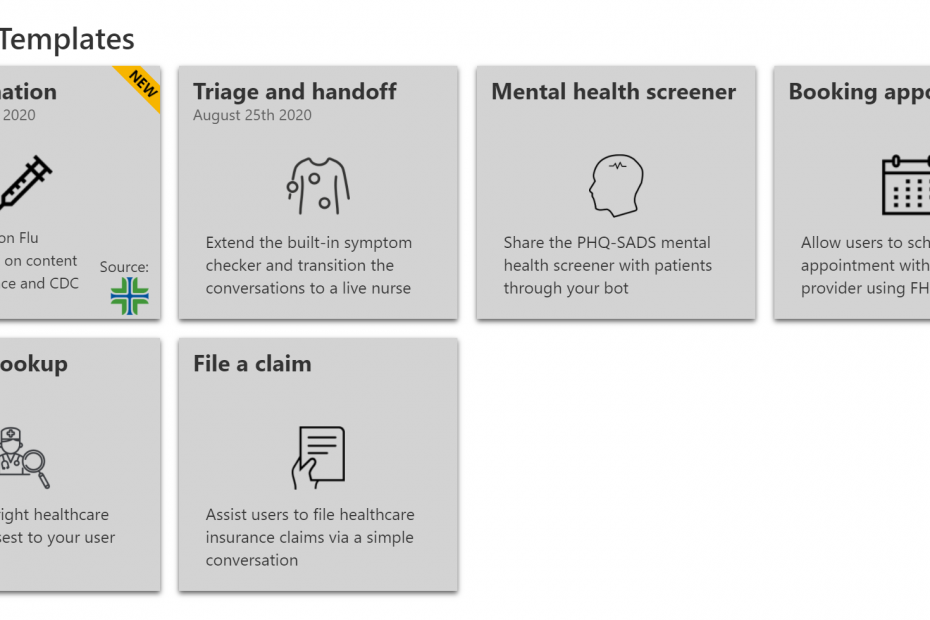 Templates
ation
2020
NEW
on Flu
on content
ce and CDC
Source:
Triage and handoff
August 25th 2020
Extend the built-in symptom
checker and transition the
conversations to a live nurse
Mental health screener
Share the PHQ-SADS mental
health screener with patients
through your bot
Booking appo
Allow users to sch
appointment with
provider using FH
ookup
ight healthcare
sest to your user
File a claim
Assist users to file healthcare
insurance claims via a simple
conversation